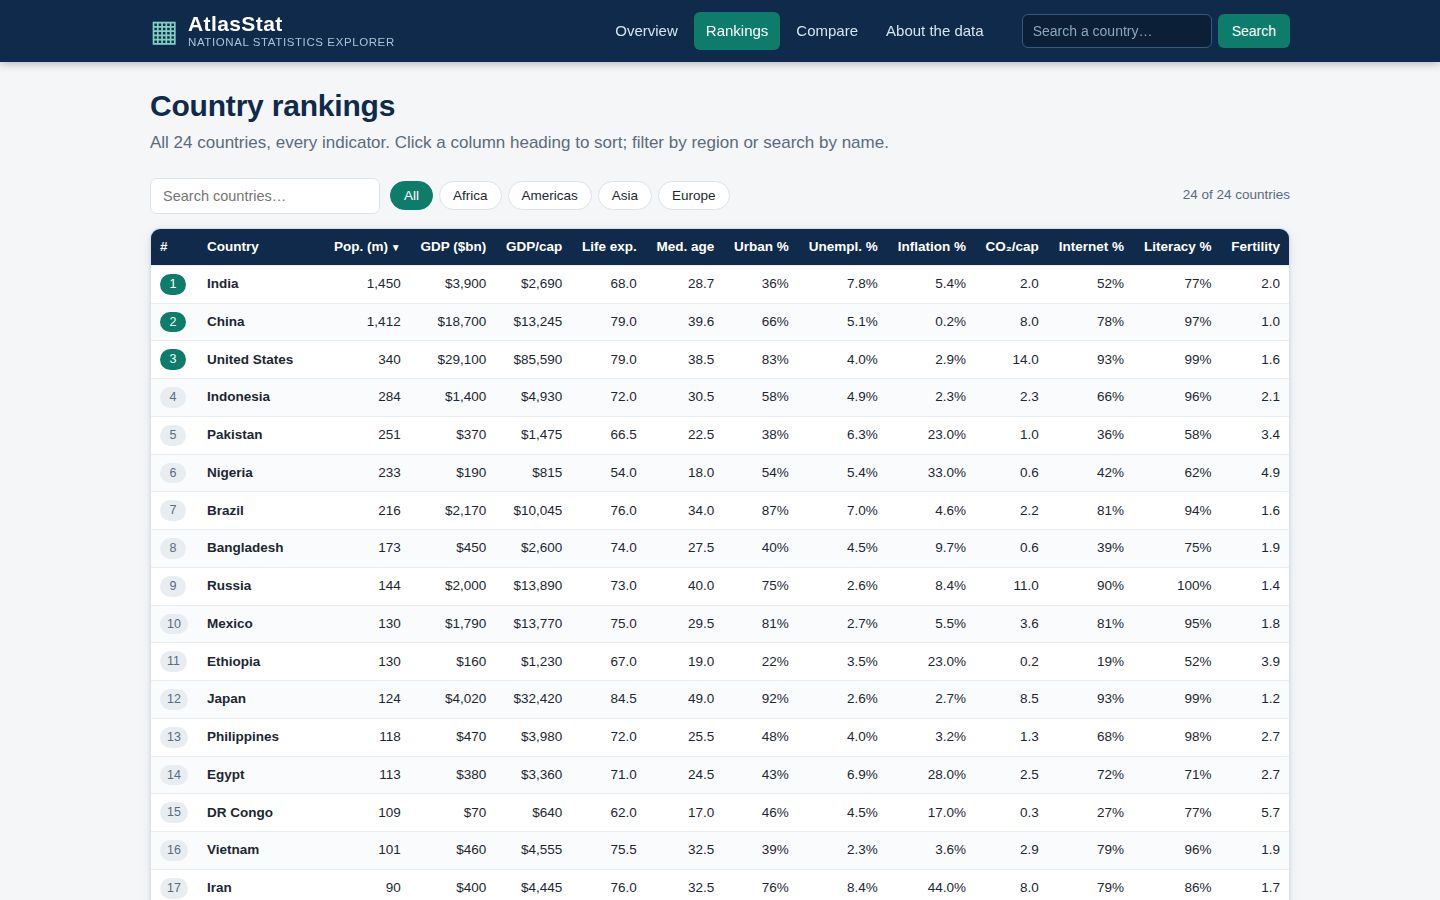 AtlasStat
NATIONAL STATISTICS EXPLORER
Overview Rankings Compare About the data Search a country… Search
Country rankings
All 24 countries, every indicator. Click a column heading to sort; filter by region or search by name.
Search countries… All Africa Americas Asia Europe 24 of 24 countries
# Country Pop. (m) ▼ GDP ($bn) GDP/cap Life exp. Med. age Urban % Unempl. % Inflation % CO₂/cap Internet % Literacy % Fertility
1 India 1,450 $3,900 $2,690 68.0 28.7 36% 7.8% 5.4% 2.0 52% 77% 2.0
2 China 1,412 $18,700 $13,245 79.0 39.6 66% 5.1% 0.2% 8.0 78% 97% 1.0
3 United States 340 $29,100 $85,590 79.0 38.5 83% 4.0% 2.9% 14.0 93% 99% 1.6
4 Indonesia 284 $1,400 $4,930 72.0 30.5 58% 4.9% 2.3% 2.3 66% 96% 2.1
5 Pakistan 251 $370 $1,475 66.5 22.5 38% 6.3% 23.0% 1.0 36% 58% 3.4
6 Nigeria 233 $190 $815 54.0 18.0 54% 5.4% 33.0% 0.6 42% 62% 4.9
7 Brazil 216 $2,170 $10,045 76.0 34.0 87% 7.0% 4.6% 2.2 81% 94% 1.6
8 Bangladesh 173 $450 $2,600 74.0 27.5 40% 4.5% 9.7% 0.6 39% 75% 1.9
9 Russia 144 $2,000 $13,890 73.0 40.0 75% 2.6% 8.4% 11.0 90% 100% 1.4
10 Mexico 130 $1,790 $13,770 75.0 29.5 81% 2.7% 5.5% 3.6 81% 95% 1.8
11 Ethiopia 130 $160 $1,230 67.0 19.0 22% 3.5% 23.0% 0.2 19% 52% 3.9
12 Japan 124 $4,020 $32,420 84.5 49.0 92% 2.6% 2.7% 8.5 93% 99% 1.2
13 Philippines 118 $470 $3,980 72.0 25.5 48% 4.0% 3.2% 1.3 68% 98% 2.7
14 Egypt 113 $380 $3,360 71.0 24.5 43% 6.9% 28.0% 2.5 72% 71% 2.7
15 DR Congo 109 $70 $640 62.0 17.0 46% 4.5% 17.0% 0.3 27% 77% 5.7
16 Vietnam 101 $460 $4,555 75.5 32.5 39% 2.3% 3.6% 2.9 79% 96% 1.9
17 Iran 90 $400 $4,445 76.0 32.5 76% 8.4% 44.0% 8.0 79% 86% 1.7